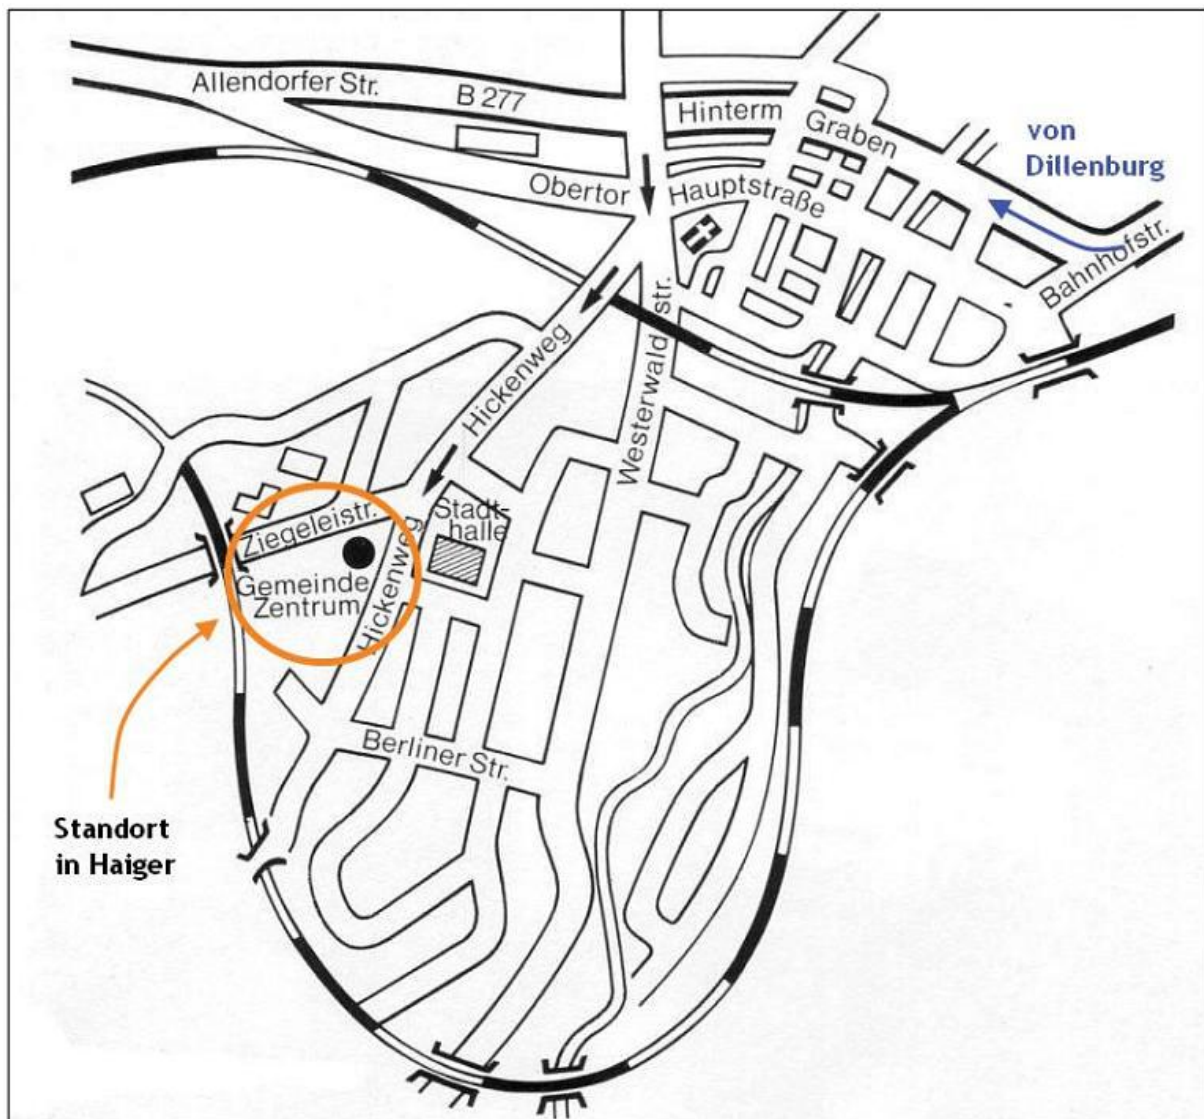 Allendorfer Str.
B 277
Hinterm
Graben
von
Dillenburg
Obertor
Hauptstraße
Bahnhofstr.
Hickenweg
Westerwald str.
Stadt-
halle
Ziegeleistr.
Hickenweg
Gemeinde
Zentrum
Berliner Str.
Standort
in Haiger